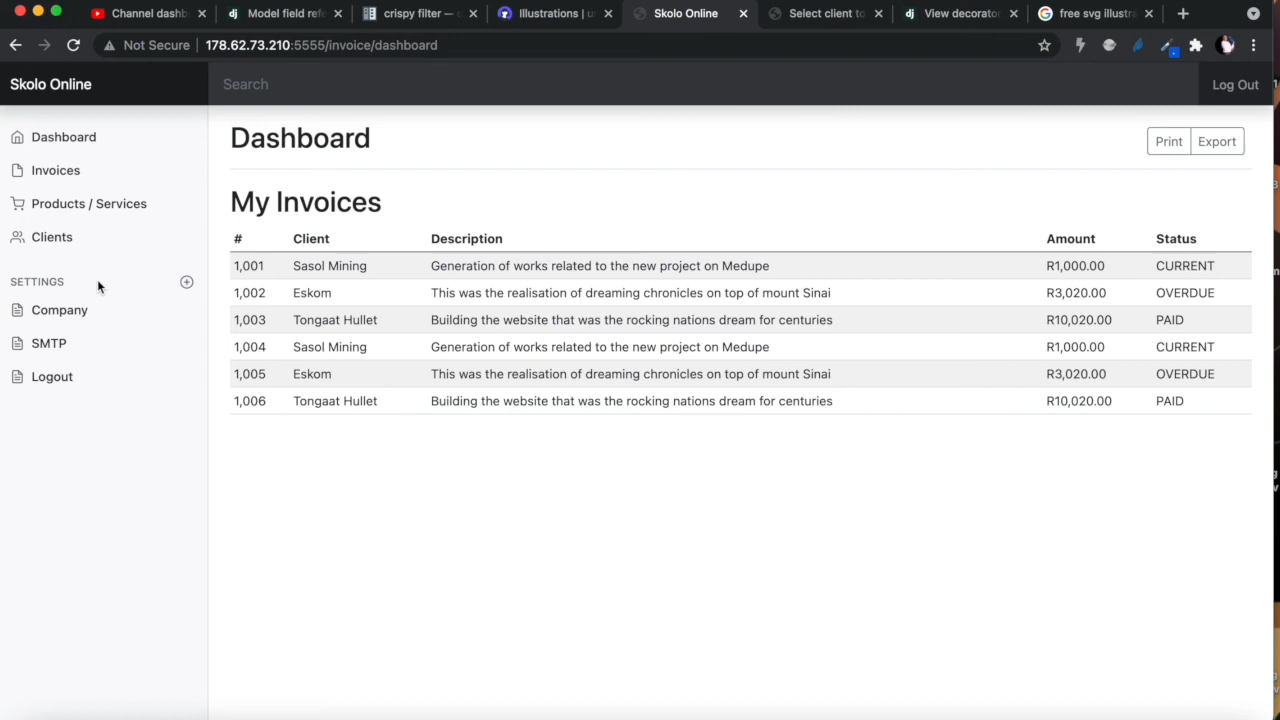 Channel dashb
Model field refe
crispy filter — c
Illustrations | u
Skolo Online
Select client to
View decorator
free svg illustra
Not Secure
178.62.73.210:5555/invoice/dashboard
Skolo Online
Search
Log Out
Dashboard
Invoices
Products / Services
Clients
SETTINGS
Company
SMTP
Logout
Dashboard
Print
Export
My Invoices
# Client Description Amount Status
1,001 Sasol Mining Generation of works related to the new project on Medupe R1,000.00 CURRENT
1,002 Eskom This was the realisation of dreaming chronicles on top of mount Sinai R3,020.00 OVERDUE
1,003 Tongaat Hullet Building the website that was the rocking nations dream for centuries R10,020.00 PAID
1,004 Sasol Mining Generation of works related to the new project on Medupe R1,000.00 CURRENT
1,005 Eskom This was the realisation of dreaming chronicles on top of mount Sinai R3,020.00 OVERDUE
1,006 Tongaat Hullet Building the website that was the rocking nations dream for centuries R10,020.00 PAID